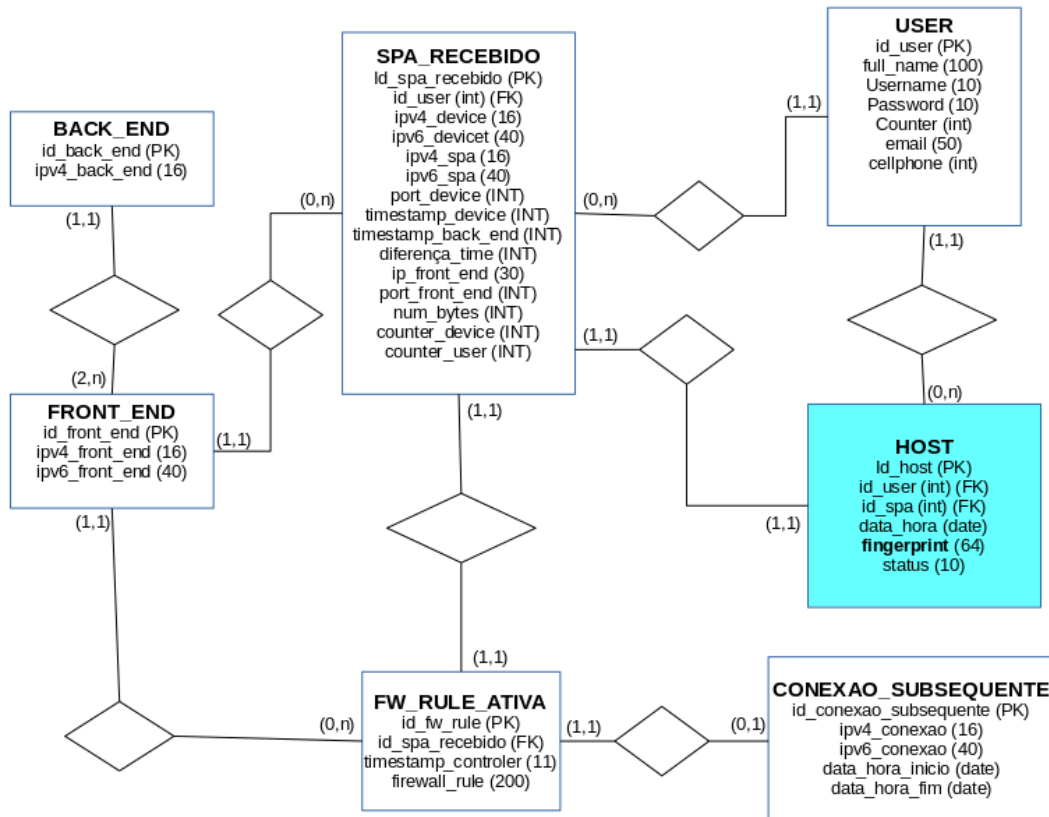 USER
id_user (PK)
full_name (100)
Username (10)
Password (10)
Counter (int)
email (50)
cellphone (int)
SPA_RECEBIDO
Id_spa_recebido (PK)
id_user (int) (FK)
ipv4_device (16)
ipv6_devicet (40)
ipv4_spa (16)
ipv6_spa (40)
port_device (INT)
timestamp_device (INT)
timestamp_back_end (INT)
diferença_time (INT)
ip_front_end (30)
port_front_end (INT)
num_bytes (INT)
counter_device (INT)
counter_user (INT)
BACK_END
id_back_end (PK)
ipv4_back_end (16)
(1,1)
(1,1)
(0,n)
(0,n)
(1,1)
(1,1)
(2,n)
(1,1)
(0,n)
FRONT_END
id_front_end (PK)
ipv4_front_end (16)
ipv6_front_end (40)
(1,1)
HOST
Id_host (PK)
id_user (int) (FK)
id_spa (int) (FK)
data_hora (date)
fingerprint (64)
status (10)
(1,1)
(1,1)
(1,1)
FW_RULE_ATIVA
id_fw_rule (PK)
id_spa_recebido (FK)
timestamp_controler (11)
firewall_rule (200)
(0,n)
(1,1)
(0,1)
CONEXAO_SUBSEQUENTE
id_conexao_subsequente (PK)
ipv4_conexao (16)
ipv6_conexao (40)
data_hora_inicio (date)
data_hora_fim (date)